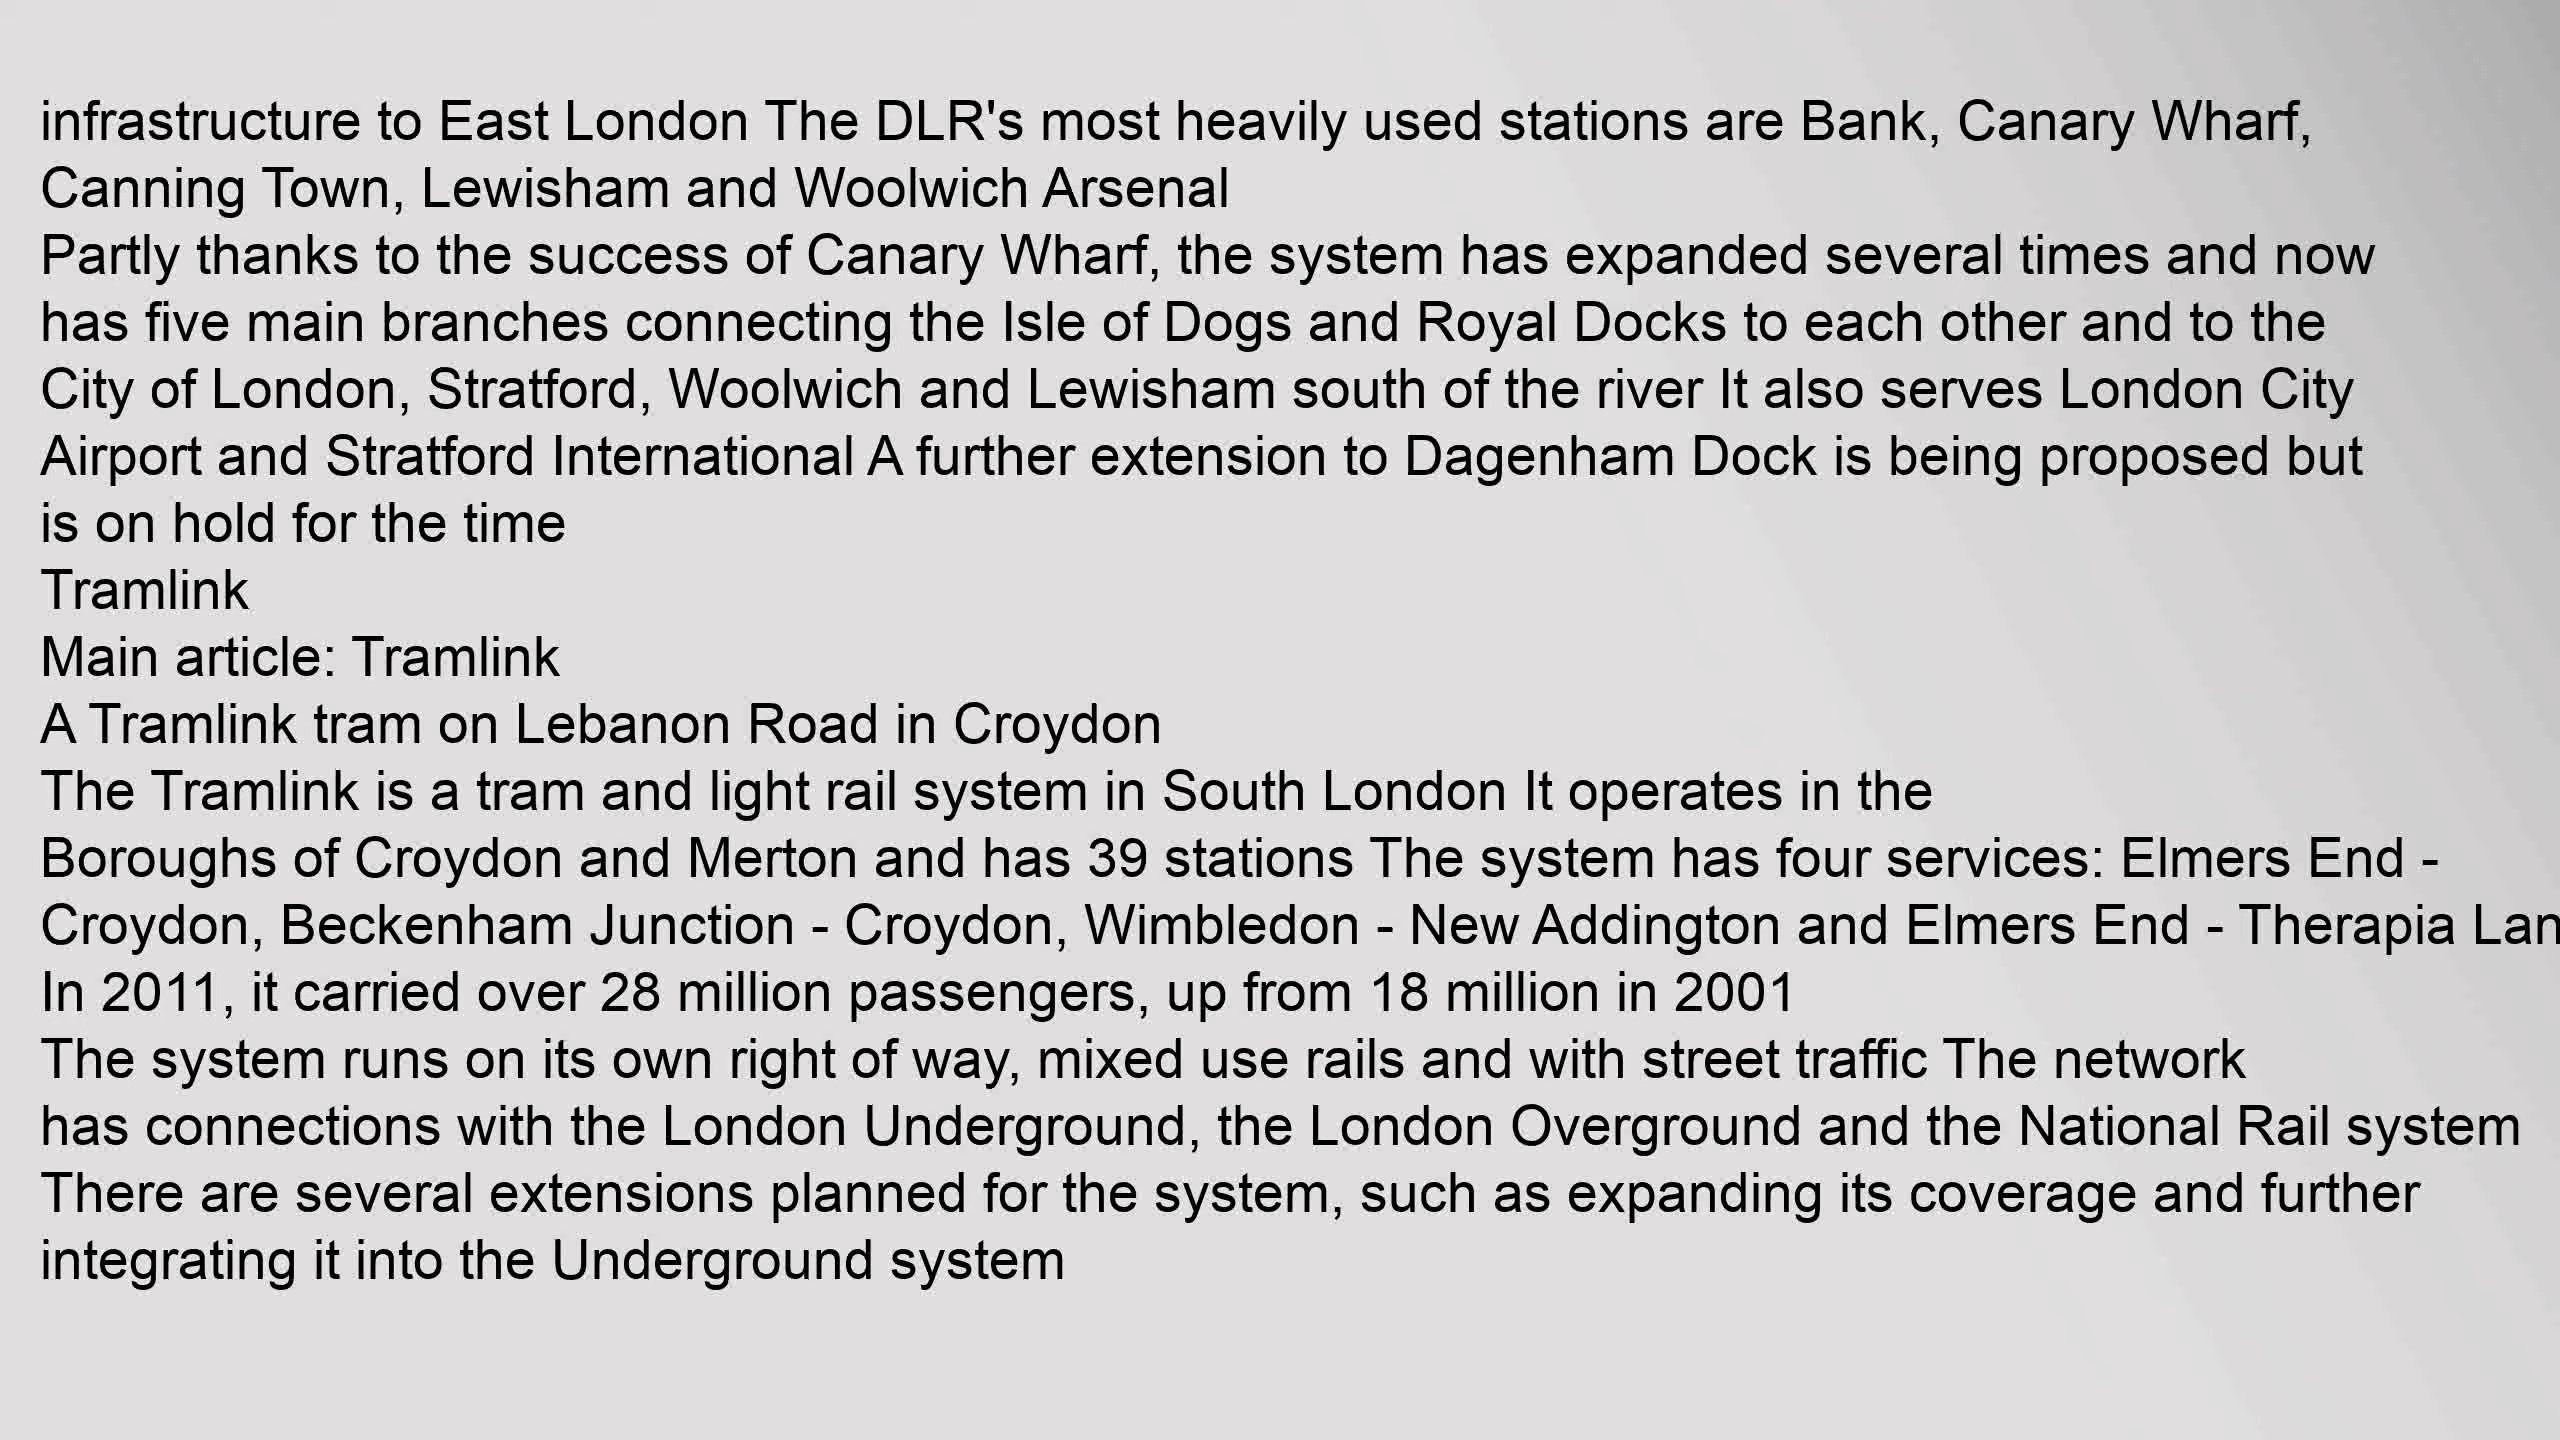 infrastructure to East London The DLR's most heavily used stations are Bank, Canary Wharf,
Canning Town, Lewisham and Woolwich Arsenal
Partly thanks to the success of Canary Wharf, the system has expanded several times and now
has five main branches connecting the Isle of Dogs and Royal Docks to each other and to the
City of London, Stratford, Woolwich and Lewisham south of the river It also serves London City
Airport and Stratford International A further extension to Dagenham Dock is being proposed but
is on hold for the time
Tramlink
Main article: Tramlink
A Tramlink tram on Lebanon Road in Croydon
The Tramlink is a tram and light rail system in South London It operates in the
Boroughs of Croydon and Merton and has 39 stations The system has four services: Elmers End -
Croydon, Beckenham Junction - Croydon, Wimbledon - New Addington and Elmers End - Therapia Lan
In 2011, it carried over 28 million passengers, up from 18 million in 2001
The system runs on its own right of way, mixed use rails and with street traffic The network
has connections with the London Underground, the London Overground and the National Rail system
There are several extensions planned for the system, such as expanding its coverage and further
integrating it into the Underground system